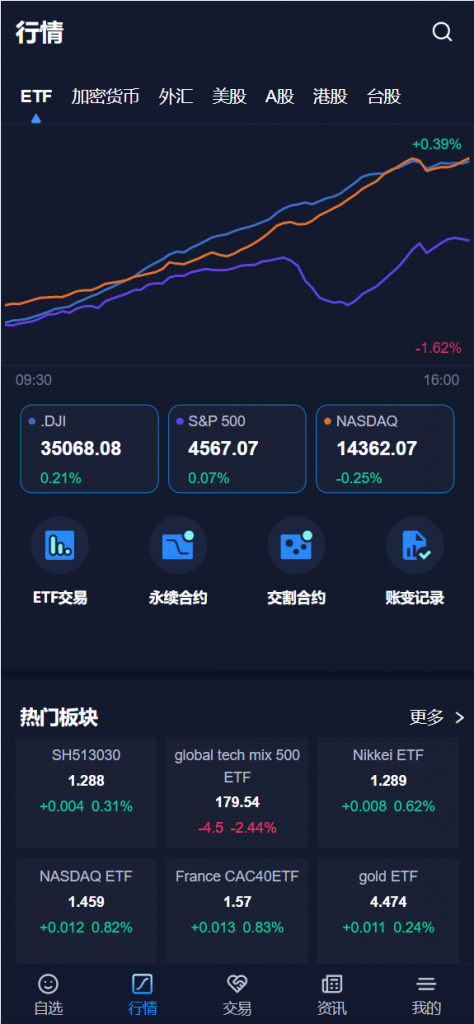 行情
ETF 加密货币 外汇 美股 A股 港股 台股
+0.39%
-1.62%
09:30 16:00
.DJI S&P 500 NASDAQ
35068.08 4567.07 14362.07
0.21% 0.07% -0.25%
ETF交易 永续合约 交割合约 账变记录
热门板块 更多
SH513030
1.288
+0.004 0.31%
global tech mix 500
ETF
179.54
-4.5 -2.44%
Nikkei ETF
1.289
+0.008 0.62%
NASDAQ ETF
1.459
+0.012 0.82%
France CAC40ETF
1.57
+0.013 0.83%
gold ETF
4.474
+0.011 0.24%
自选 行情 交易 资讯 我的